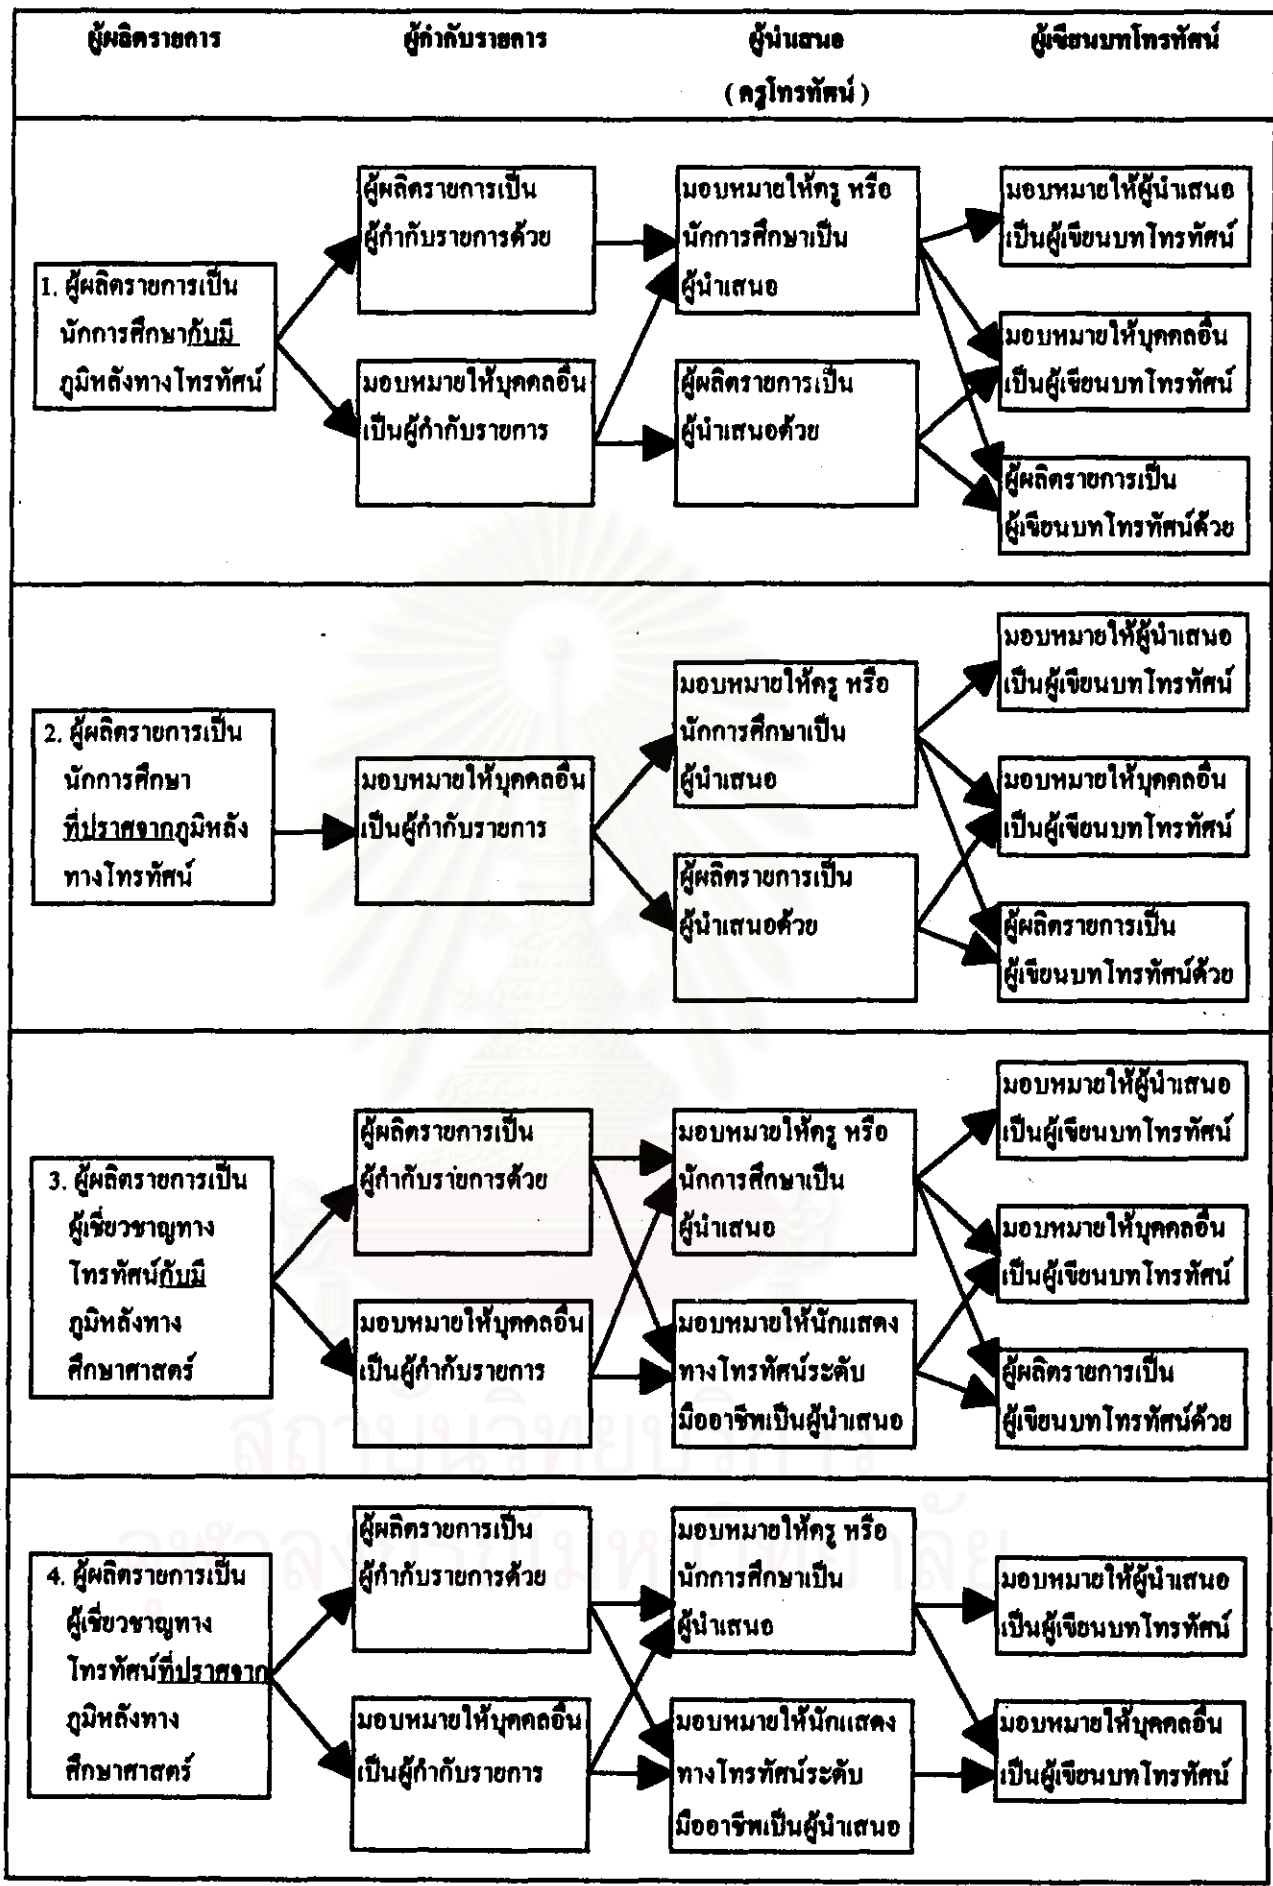 ผู้ผลิตรายการ
ผู้กำกับรายการ
ผู้นำเสนอ
(ครูโทรทัศน์)
ผู้เขียนบทโทรทัศน์
1. ผู้ผลิตรายการเป็น
นักการศึกษากับมี
ภูมิหลังทางโทรทัศน์
ผู้ผลิตรายการเป็น
ผู้กำกับรายการด้วย
มอบหมายให้บุคคลอื่น
เป็นผู้กำกับรายการ
มอบหมายให้ครู หรือ
นักการศึกษาเป็น
ผู้นำเสนอ
ผู้ผลิตรายการเป็น
ผู้นำเสนอด้วย
มอบหมายให้ผู้นำเสนอ
เป็นผู้เขียนบทโทรทัศน์
มอบหมายให้บุคคลอื่น
เป็นผู้เขียนบทโทรทัศน์
ผู้ผลิตรายการเป็น
ผู้เขียนบทโทรทัศน์ด้วย
2. ผู้ผลิตรายการเป็น
นักการศึกษา
ที่ปราศจากภูมิหลัง
ทางโทรทัศน์
มอบหมายให้บุคคลอื่น
เป็นผู้กำกับรายการ
มอบหมายให้ครู หรือ
นักการศึกษาเป็น
ผู้นำเสนอ
ผู้ผลิตรายการเป็น
ผู้นำเสนอด้วย
มอบหมายให้ผู้นำเสนอ
เป็นผู้เขียนบทโทรทัศน์
มอบหมายให้บุคคลอื่น
เป็นผู้เขียนบทโทรทัศน์
ผู้ผลิตรายการเป็น
ผู้เขียนบทโทรทัศน์ด้วย
3. ผู้ผลิตรายการเป็น
ผู้เชี่ยวชาญทาง
โทรทัศน์กับมี
ภูมิหลังทาง
ศึกษาศาสตร์
ผู้ผลิตรายการเป็น
ผู้กำกับรายการด้วย
มอบหมายให้บุคคลอื่น
เป็นผู้กำกับรายการ
มอบหมายให้ครู หรือ
นักการศึกษาเป็น
ผู้นำเสนอ
มอบหมายให้นักแสดง
ทางโทรทัศน์ระดับ
มืออาชีพเป็นผู้นำเสนอ
มอบหมายให้ผู้นำเสนอ
เป็นผู้เขียนบทโทรทัศน์
มอบหมายให้บุคคลอื่น
เป็นผู้เขียนบทโทรทัศน์
ผู้ผลิตรายการเป็น
ผู้เขียนบทโทรทัศน์ด้วย
สถาบันวิทยบริการ
จุฬาลงกรณ์มหาวิทยาลัย
4. ผู้ผลิตรายการเป็น
ผู้เชี่ยวชาญทาง
โทรทัศน์ที่ปราศจาก
ภูมิหลังทาง
ศึกษาศาสตร์
ผู้ผลิตรายการเป็น
ผู้กำกับรายการด้วย
มอบหมายให้บุคคลอื่น
เป็นผู้กำกับรายการ
มอบหมายให้ครู หรือ
นักการศึกษาเป็น
ผู้นำเสนอ
มอบหมายให้นักแสดง
ทางโทรทัศน์ระดับ
มืออาชีพเป็นผู้นำเสนอ
มอบหมายให้ผู้นำเสนอ
เป็นผู้เขียนบทโทรทัศน์
มอบหมายให้บุคคลอื่น
เป็นผู้เขียนบทโทรทัศน์